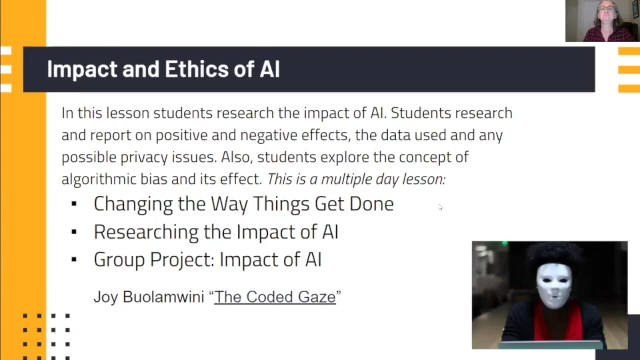 Impact and Ethics of AI
In this lesson students research the impact of AI. Students research
and report on positive and negative effects, the data used and any
possible privacy issues. Also, students explore the concept of
algorithmic bias and its effect. This is a multiple day lesson:
▪ Changing the Way Things Get Done
▪ Researching the Impact of AI
▪ Group Project: Impact of AI
Joy Buolamwini “The Coded Gaze”